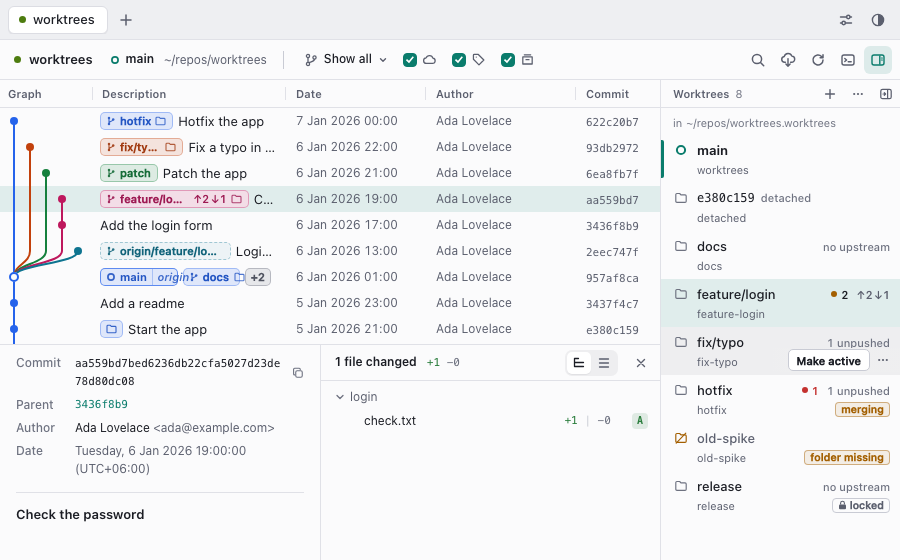 worktrees
worktrees main ~/repos/worktrees Show all
Graph Description Date Author Commit
hotfix Hotfix the app 7 Jan 2026 00:00 Ada Lovelace 622c20b7
fix/ty... Fix a typo in ... 6 Jan 2026 22:00 Ada Lovelace 93db2972
patch Patch the app 6 Jan 2026 21:00 Ada Lovelace 6ea8fb7f
feature/lo... ↑2↓1 C... 6 Jan 2026 19:00 Ada Lovelace aa559bd7
Add the login form 6 Jan 2026 17:00 Ada Lovelace 3436f8b9
origin/feature/lo... Logi... 6 Jan 2026 13:00 Ada Lovelace 2eec747f
main origin docs +2 6 Jan 2026 01:00 Ada Lovelace 957af8ca
Add a readme 5 Jan 2026 23:00 Ada Lovelace 3437f4c7
Start the app 5 Jan 2026 21:00 Ada Lovelace e380c159
Commit aa559bd7bed6236db22cfa5027d23de
78d80dc08
Parent 3436f8b9
Author Ada Lovelace <ada@example.com>
Date Tuesday, 6 Jan 2026 19:00:00
(UTC+06:00)
Check the password
1 file changed +1 −0
login
check.txt +1 | −0 A
Worktrees 8
in ~/repos/worktrees.worktrees
main
worktrees
e380c159 detached
detached
docs no upstream
docs
feature/login 2 ↑2↓1
feature-login
fix/typo 1 unpushed
fix-typo Make active
hotfix 1 1 unpushed
hotfix merging
old-spike
old-spike folder missing
release no upstream
release locked